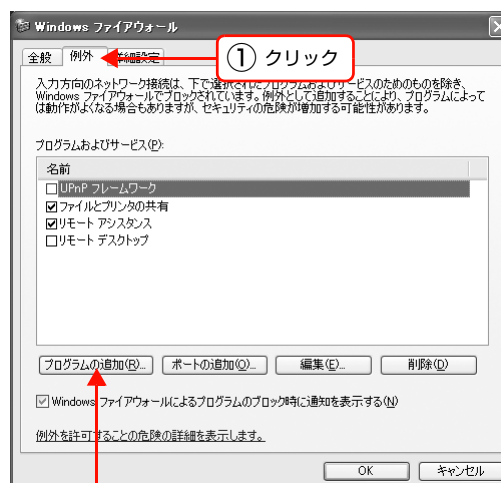 Windows ファイアウォール
全般 例外 詳細設定
① クリック
入力方向のネットワーク接続は、下で選択されたプログラムおよびサービスのためのものを除き、
Windows ファイアウォールでブロックされています。例外として追加することにより、プログラムによって
は動作がよくなる場合もありますが、セキュリティの危険が増加する可能性があります。
プログラムおよびサービス(P):
名前
UPnP フレームワーク
ファイルとプリンタの共有
リモート アシスタンス
リモート デスクトップ
プログラムの追加(R)... ポートの追加(O)... 編集(E)... 削除(D)
Windows ファイアウォールによるプログラムのブロック時に通知を表示する(N)
例外を許可することの危険の詳細を表示します。
OK キャンセル